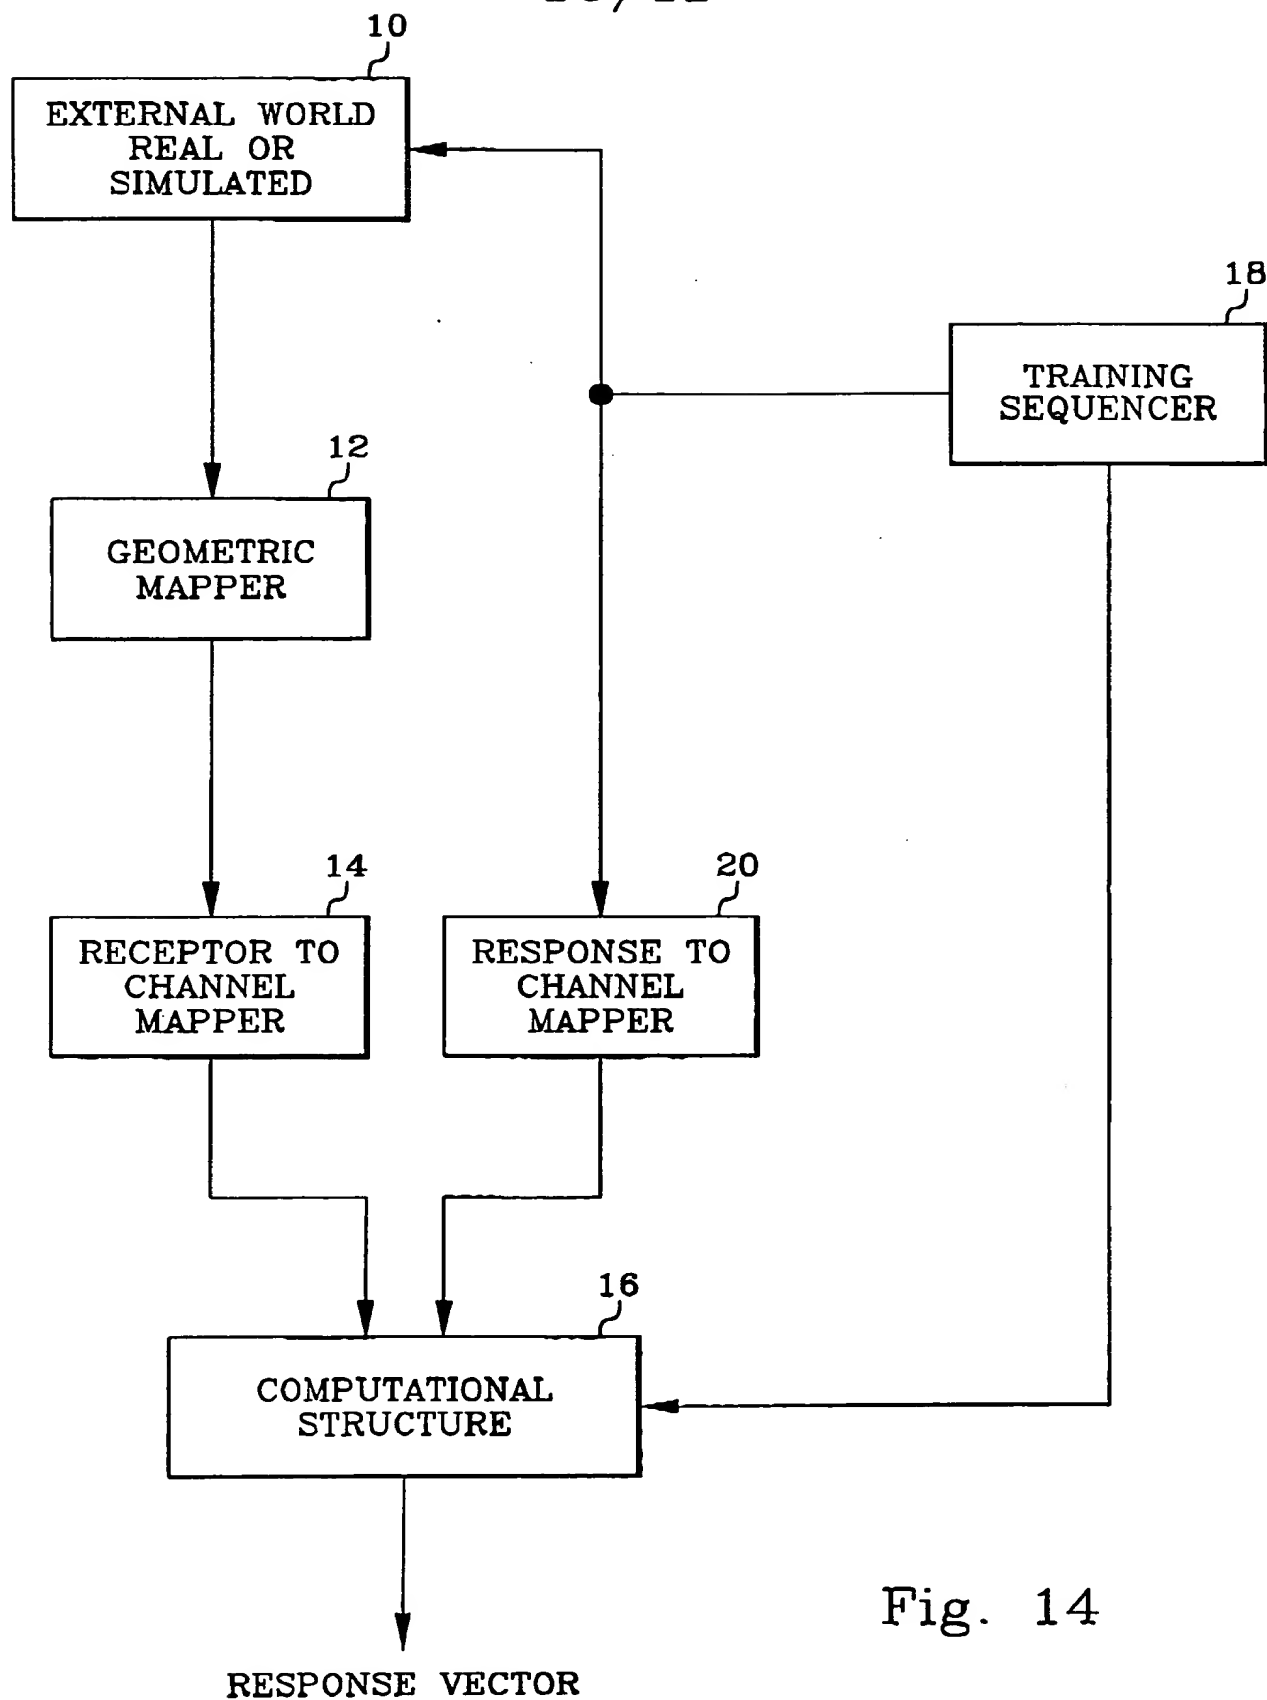 10
EXTERNAL WORLD
REAL OR
SIMULATED
18
TRAINING
SEQUENCER
12
GEOMETRIC
MAPPER
14
RECEPTOR TO
CHANNEL
MAPPER
20
RESPONSE TO
CHANNEL
MAPPER
16
COMPUTATIONAL
STRUCTURE
RESPONSE VECTOR
Fig. 14